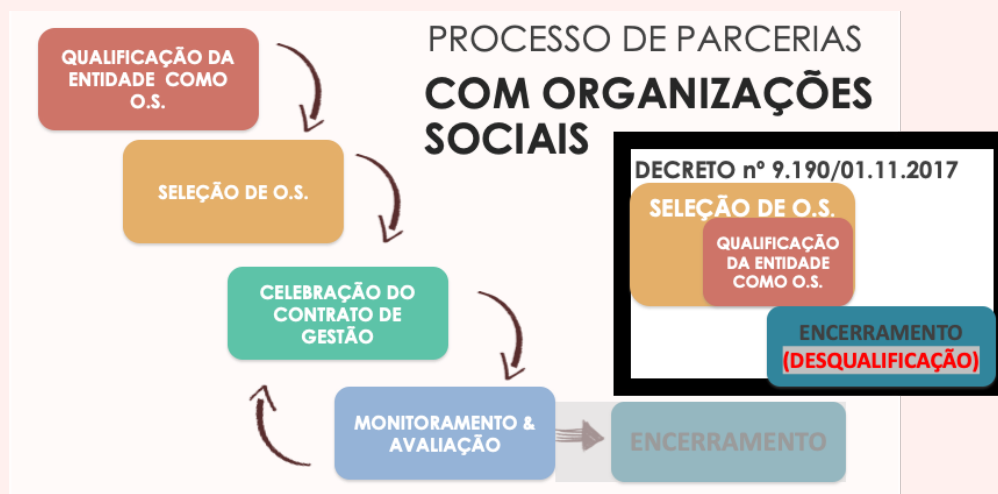 PROCESSO DE PARCERIAS
COM ORGANIZAÇÕES
SOCIAIS
QUALIFICAÇÃO DA
ENTIDADE COMO
O.S.
SELEÇÃO DE O.S.
CELEBRAÇÃO DO
CONTRATO DE
GESTÃO
MONITORAMENTO &
AVALIAÇÃO
ENCERRAMENTO
DECRETO nº 9.190/01.11.2017
SELEÇÃO DE O.S.
QUALIFICAÇÃO
DA ENTIDADE
COMO O.S.
ENCERRAMENTO
(DESQUALIFICAÇÃO)